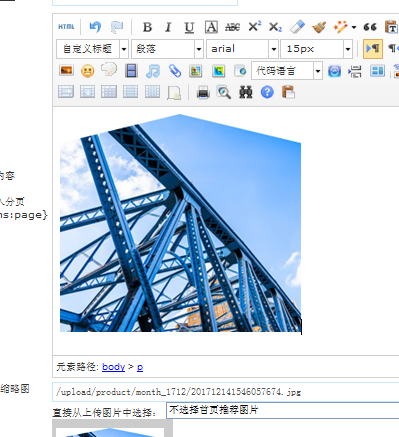 HTML B I U A ABC X² X₂
自定义标题 段落 arial 15px
代码语言
内容
入分页
ns:page}
元素路径: body > p
缩略图
/upload/product/month_1712/201712141546057674.jpg
直接从上传图片中选择: 不选择首页推荐图片